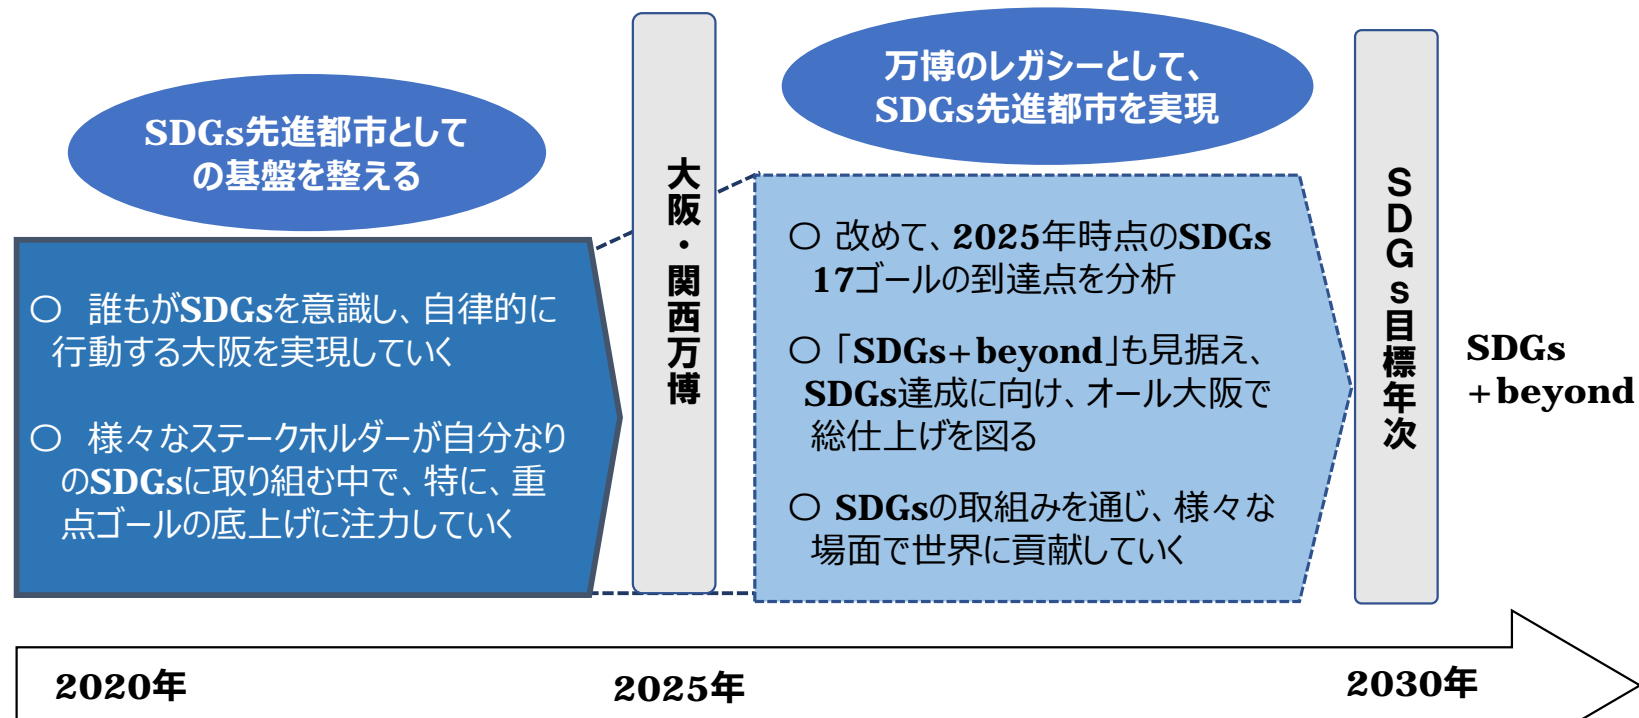 SDGs先進都市として
の基盤を整える
〇 誰もがSDGsを意識し、自律的に
行動する大阪を実現していく
〇 様々なステークホルダーが自分なり
のSDGsに取り組む中で、特に、重
点ゴールの底上げに注力していく
大阪・関西万博
万博のレガシーとして、
SDGs先進都市を実現
〇 改めて、2025年時点のSDGs
17ゴールの到達点を分析
〇「SDGs+beyond」も見据え、
SDGs達成に向け、オール大阪で
総仕上げを図る
〇 SDGsの取組みを通じ、様々な
場面で世界に貢献していく
SDGs目標年次
SDGs
+beyond
2020年
2025年
2030年